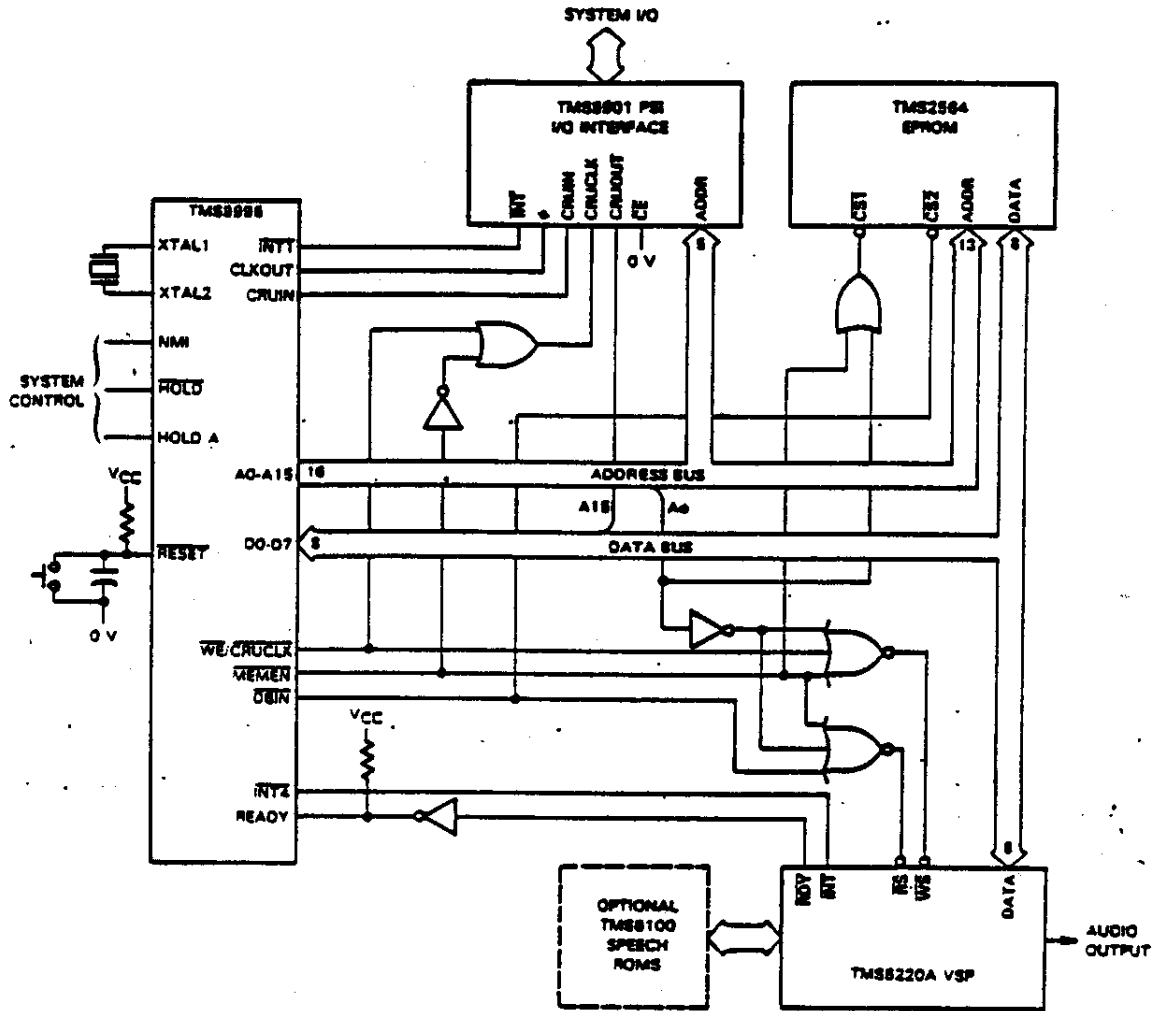 SYSTEM I/O
TMS9901 PSI
I/O INTERFACE
INT
CRUIN
CRUCLK
CRUOUT
CE
ADDR
5
0 V
TMS2564
EPROM
CS1
CS2
ADDR
DATA
13
8
TMS9995
XTAL1
XTAL2
NMI
HOLD
HOLD A
SYSTEM
CONTROL
VCC
RESET
0 V
INT1
CLKOUT
CRUIN
A0-A15
16
ADDRESS BUS
A15
A0
D0-D7
8
DATA BUS
WE/CRUCLK
MEMEN
DBIN
VCC
INT4
READY
OPTIONAL
TMS6100
SPEECH
ROMS
RDY
INT
RS
WS
8
DATA
TMS5220A VSP
AUDIO
OUTPUT